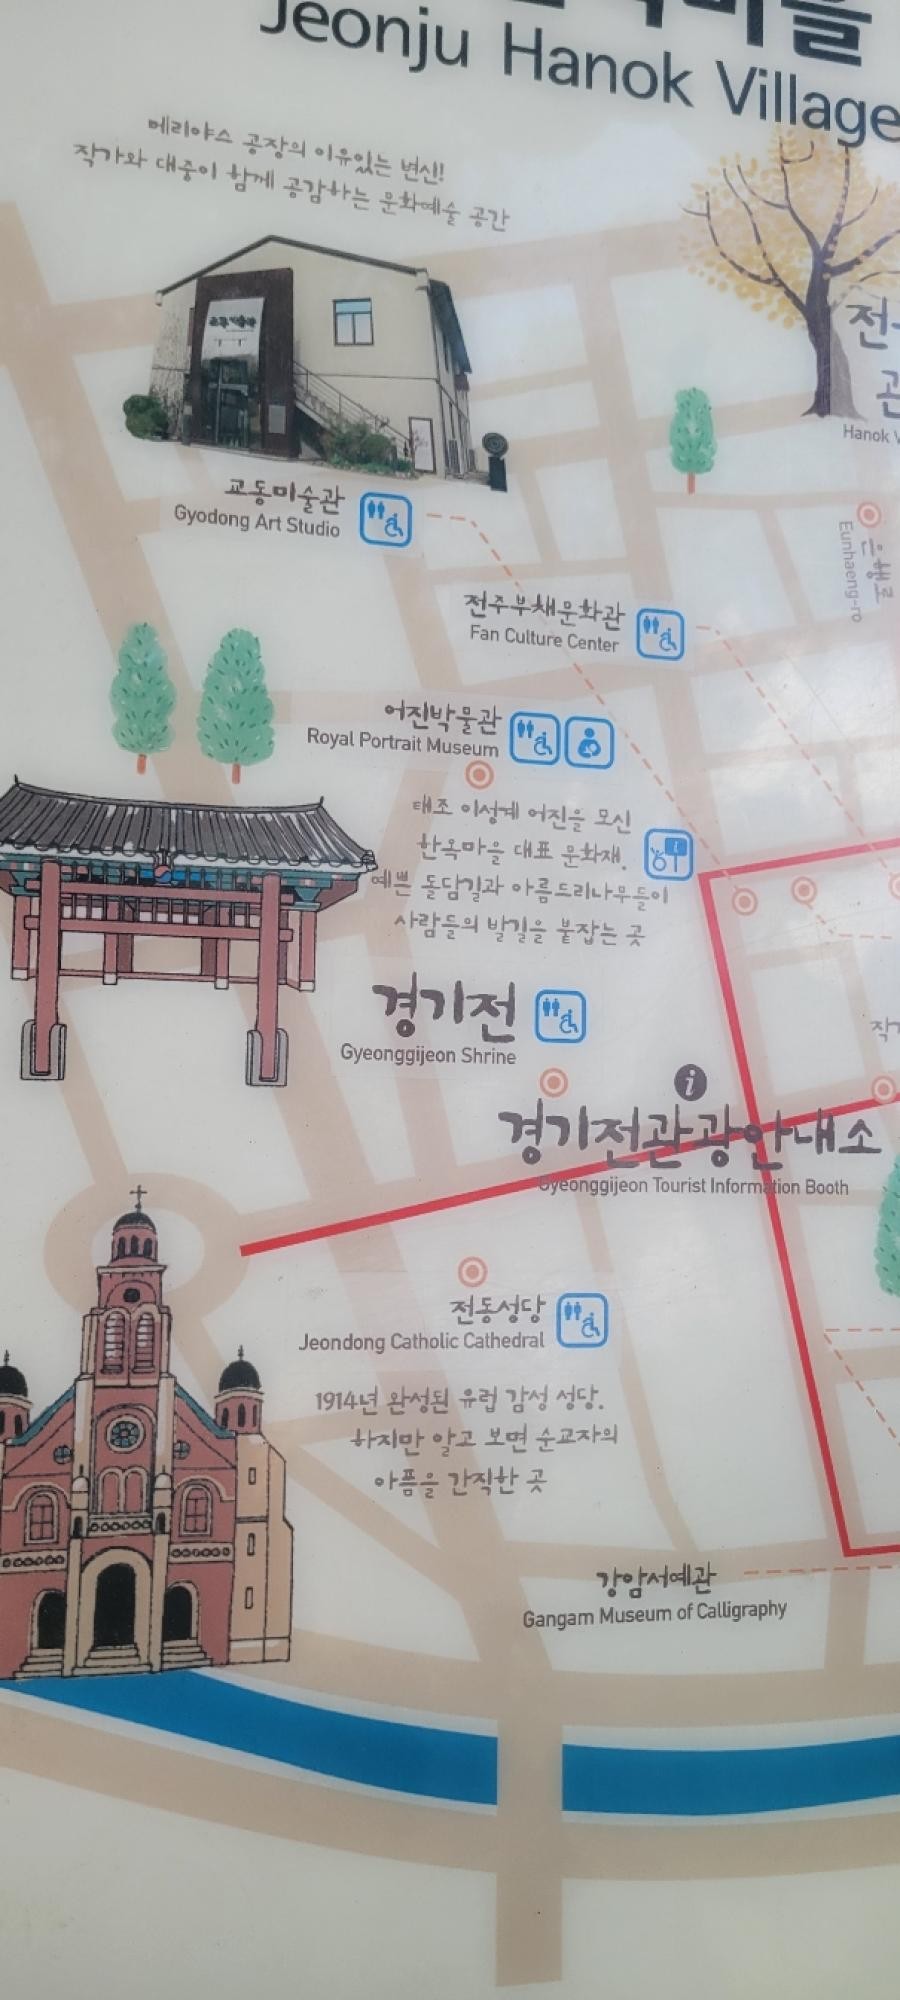 Jeonju Hanok Village
메리야스 공장의 이유있는 변신!
작가와 대중이 함께 공감하는 문화예술 공간
교동미술관
Gyodong Art Studio
Hanok
은행로
Eunhaeng-ro
전주부채문화관
Fan Culture Center
어진박물관
Royal Portrait Museum
태조 이성계 어진을 모신
한옥마을 대표 문화재.
예쁜 돌담길과 아름드리나무들이
사람들의 발길을 붙잡는 곳
경기전
Gyeonggijeon Shrine
i
경기전관광안내소
Gyeonggijeon Tourist Information Booth
전동성당
Jeondong Catholic Cathedral
1914년 완성된 유럽 감성 성당.
하지만 알고 보면 순교자의
아픔을 간직한 곳
강암서예관
Gangam Museum of Calligraphy